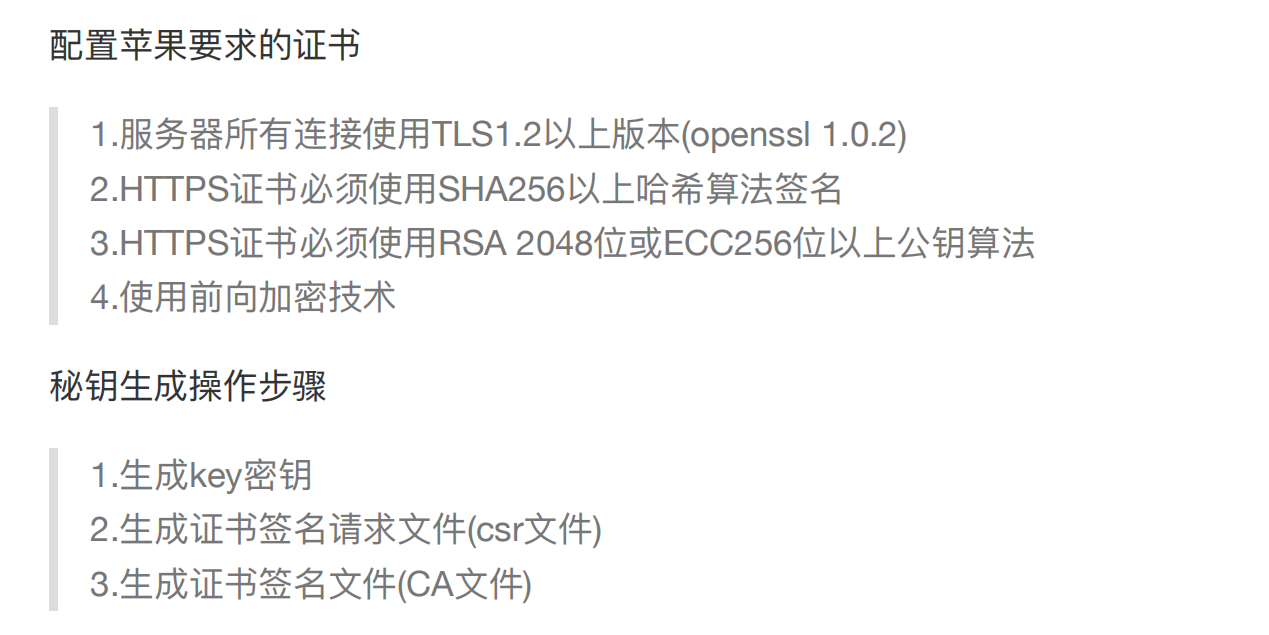 配置苹果要求的证书
1.服务器所有连接使用TLS1.2以上版本(openssl 1.0.2)
2.HTTPS证书必须使用SHA256以上哈希算法签名
3.HTTPS证书必须使用RSA 2048位或ECC256位以上公钥算法
4.使用前向加密技术
秘钥生成操作步骤
1.生成key密钥
2.生成证书签名请求文件(csr文件)
3.生成证书签名文件(CA文件)